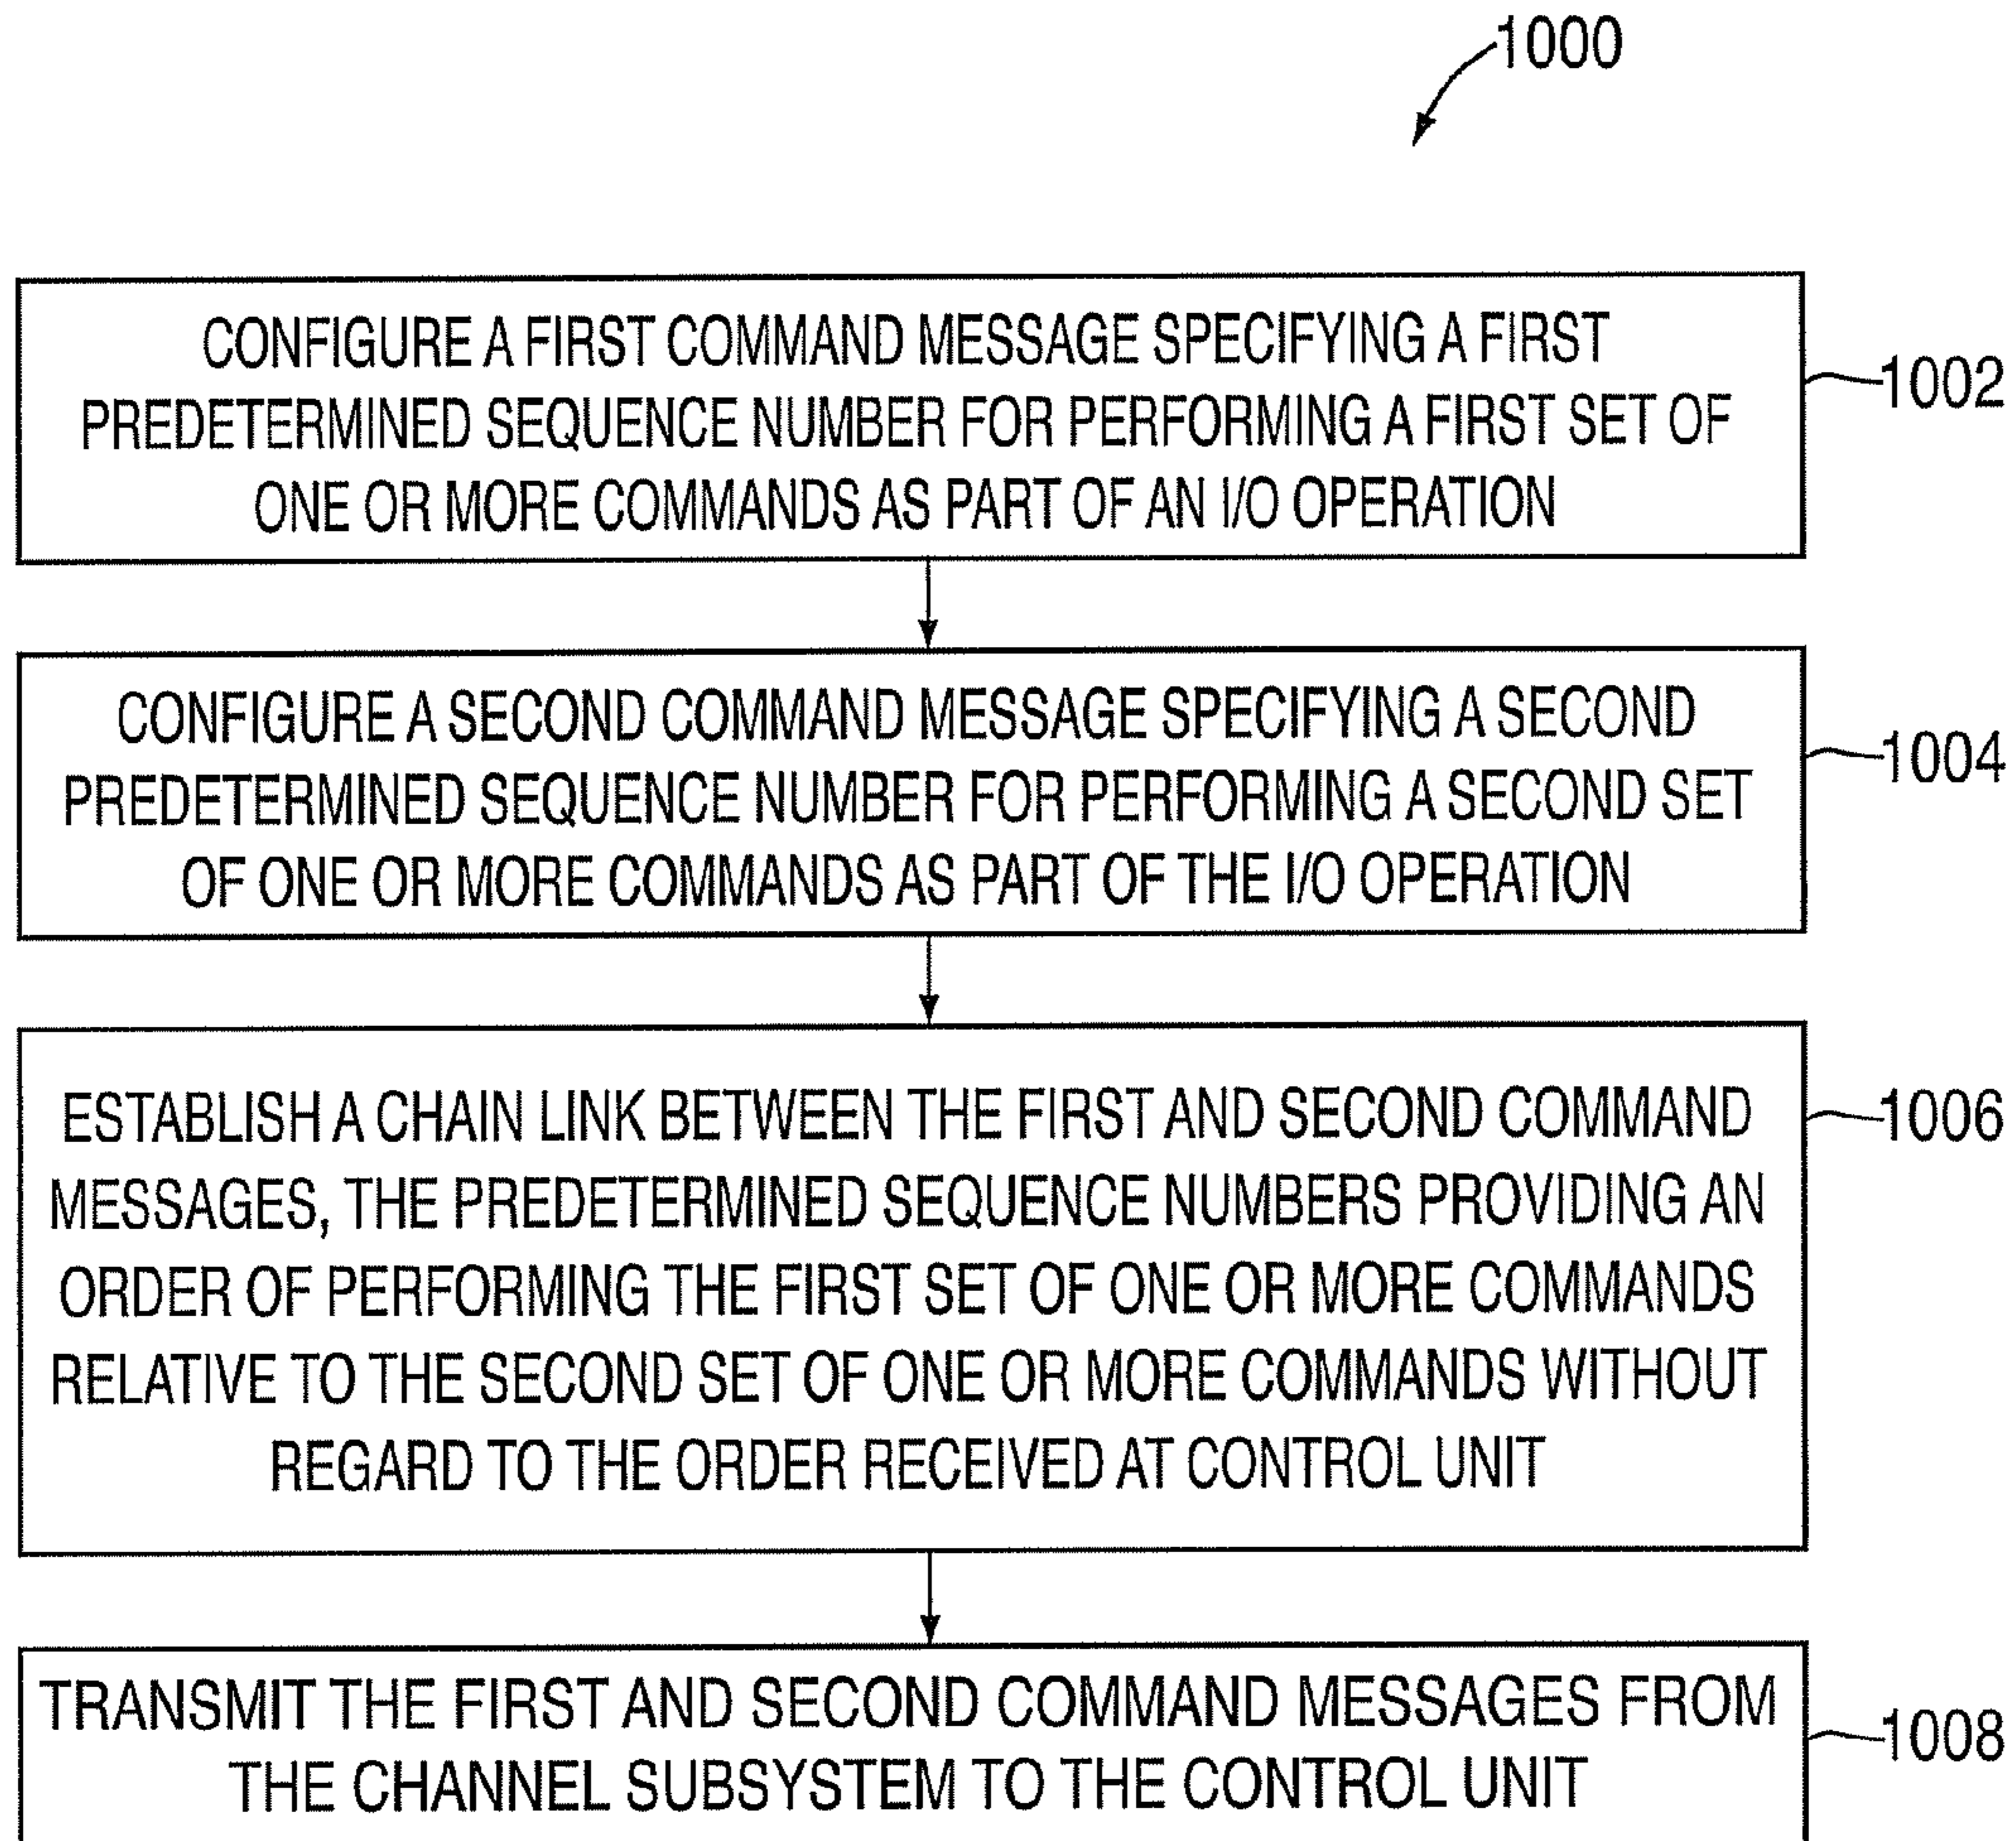 1000
CONFIGURE A FIRST COMMAND MESSAGE SPECIFYING A FIRST
PREDETERMINED SEQUENCE NUMBER FOR PERFORMING A FIRST SET OF
ONE OR MORE COMMANDS AS PART OF AN I/O OPERATION
1002
CONFIGURE A SECOND COMMAND MESSAGE SPECIFYING A SECOND
PREDETERMINED SEQUENCE NUMBER FOR PERFORMING A SECOND SET
OF ONE OR MORE COMMANDS AS PART OF THE I/O OPERATION
1004
ESTABLISH A CHAIN LINK BETWEEN THE FIRST AND SECOND COMMAND
MESSAGES, THE PREDETERMINED SEQUENCE NUMBERS PROVIDING AN
ORDER OF PERFORMING THE FIRST SET OF ONE OR MORE COMMANDS
RELATIVE TO THE SECOND SET OF ONE OR MORE COMMANDS WITHOUT
REGARD TO THE ORDER RECEIVED AT CONTROL UNIT
1006
TRANSMIT THE FIRST AND SECOND COMMAND MESSAGES FROM
THE CHANNEL SUBSYSTEM TO THE CONTROL UNIT
1008